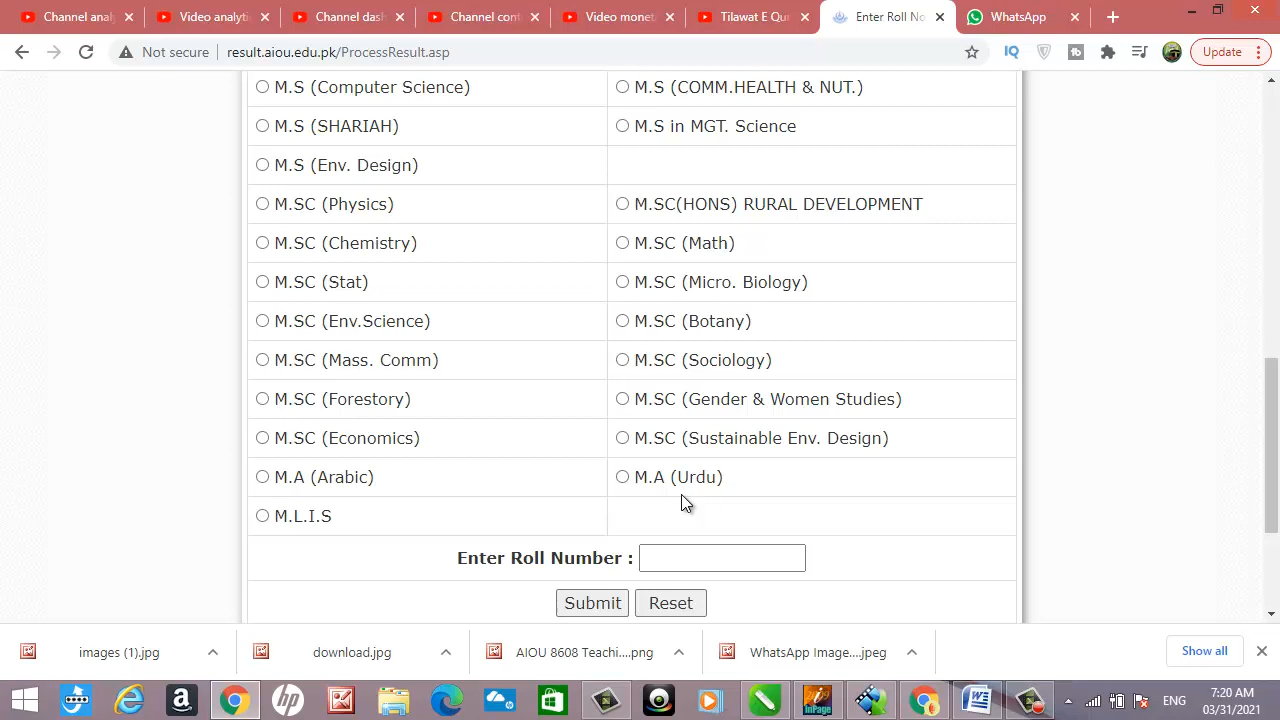 Channel analy
Video analyti
Channel dash
Channel cont
Video monet
Tilawat E Qur
Enter Roll No
WhatsApp
Not secure
result.aiou.edu.pk/ProcessResult.asp
IQ
tb
Update
M.S (Computer Science)
M.S (COMM.HEALTH & NUT.)
M.S (SHARIAH)
M.S in MGT. Science
M.S (Env. Design)
M.SC (Physics)
M.SC(HONS) RURAL DEVELOPMENT
M.SC (Chemistry)
M.SC (Math)
M.SC (Stat)
M.SC (Micro. Biology)
M.SC (Env.Science)
M.SC (Botany)
M.SC (Mass. Comm)
M.SC (Sociology)
M.SC (Forestory)
M.SC (Gender & Women Studies)
M.SC (Economics)
M.SC (Sustainable Env. Design)
M.A (Arabic)
M.A (Urdu)
M.L.I.S
Enter Roll Number :
Submit
Reset
images (1).jpg
download.jpg
AIOU 8608 Teachi....png
WhatsApp Image....jpeg
Show all
hp
InPage
ENG
7:20 AM
03/31/2021